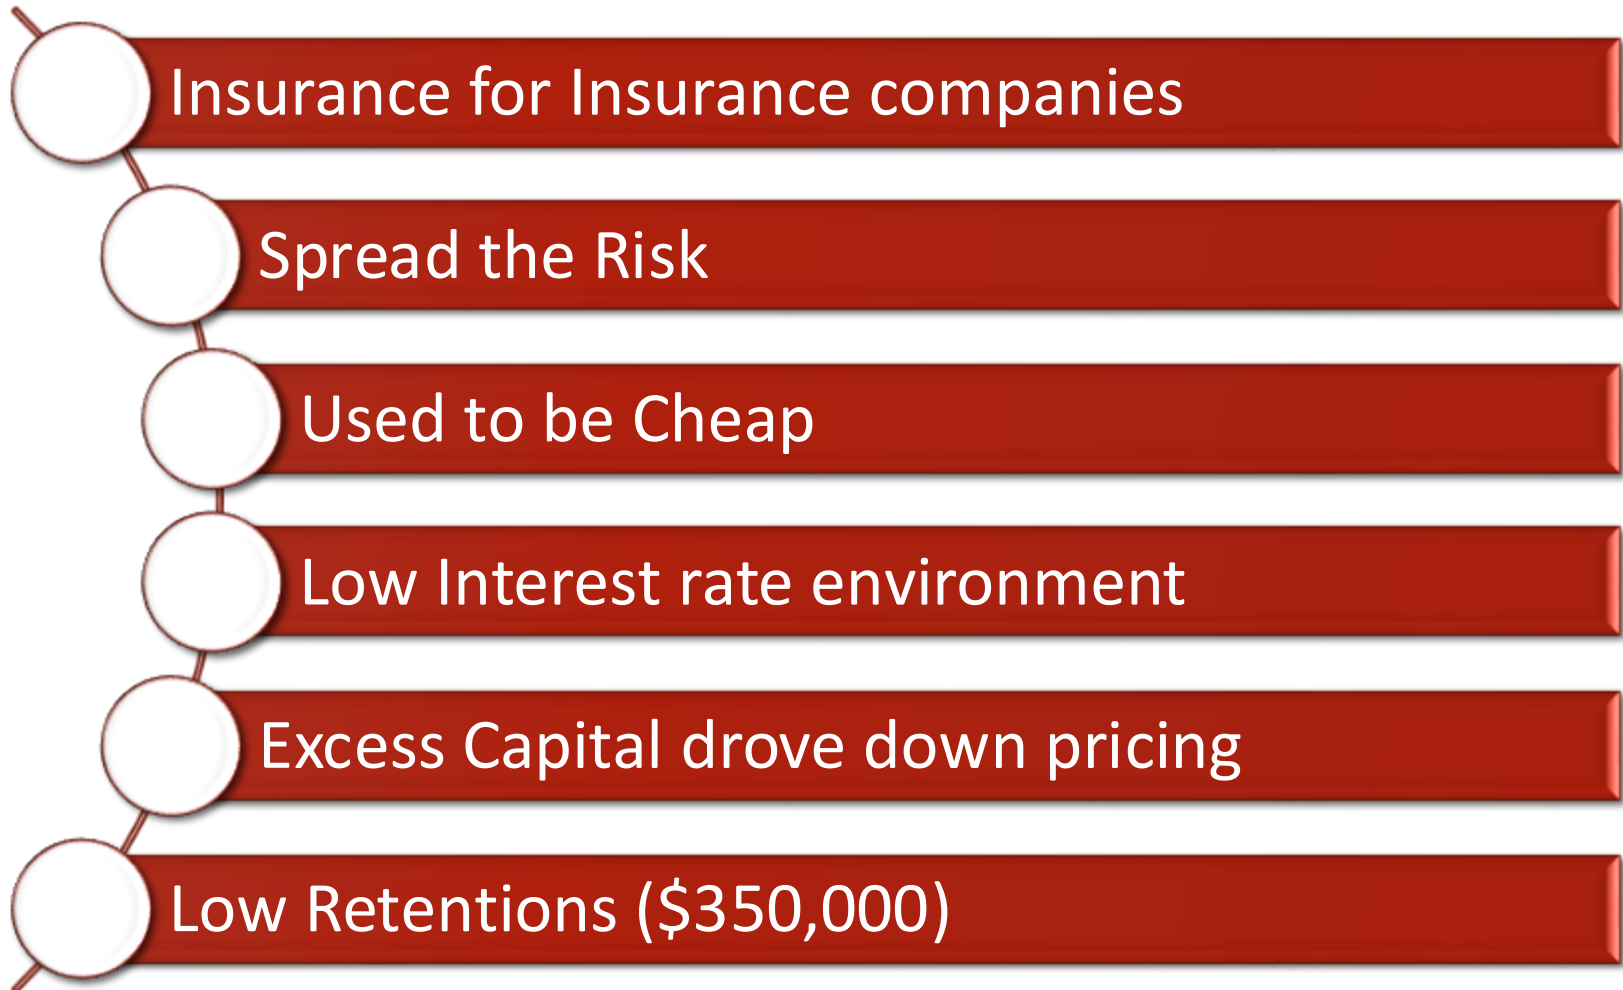 Insurance for Insurance companies
Spread the Risk
Used to be Cheap
Low Interest rate environment
Excess Capital drove down pricing
Low Retentions ($350,000)